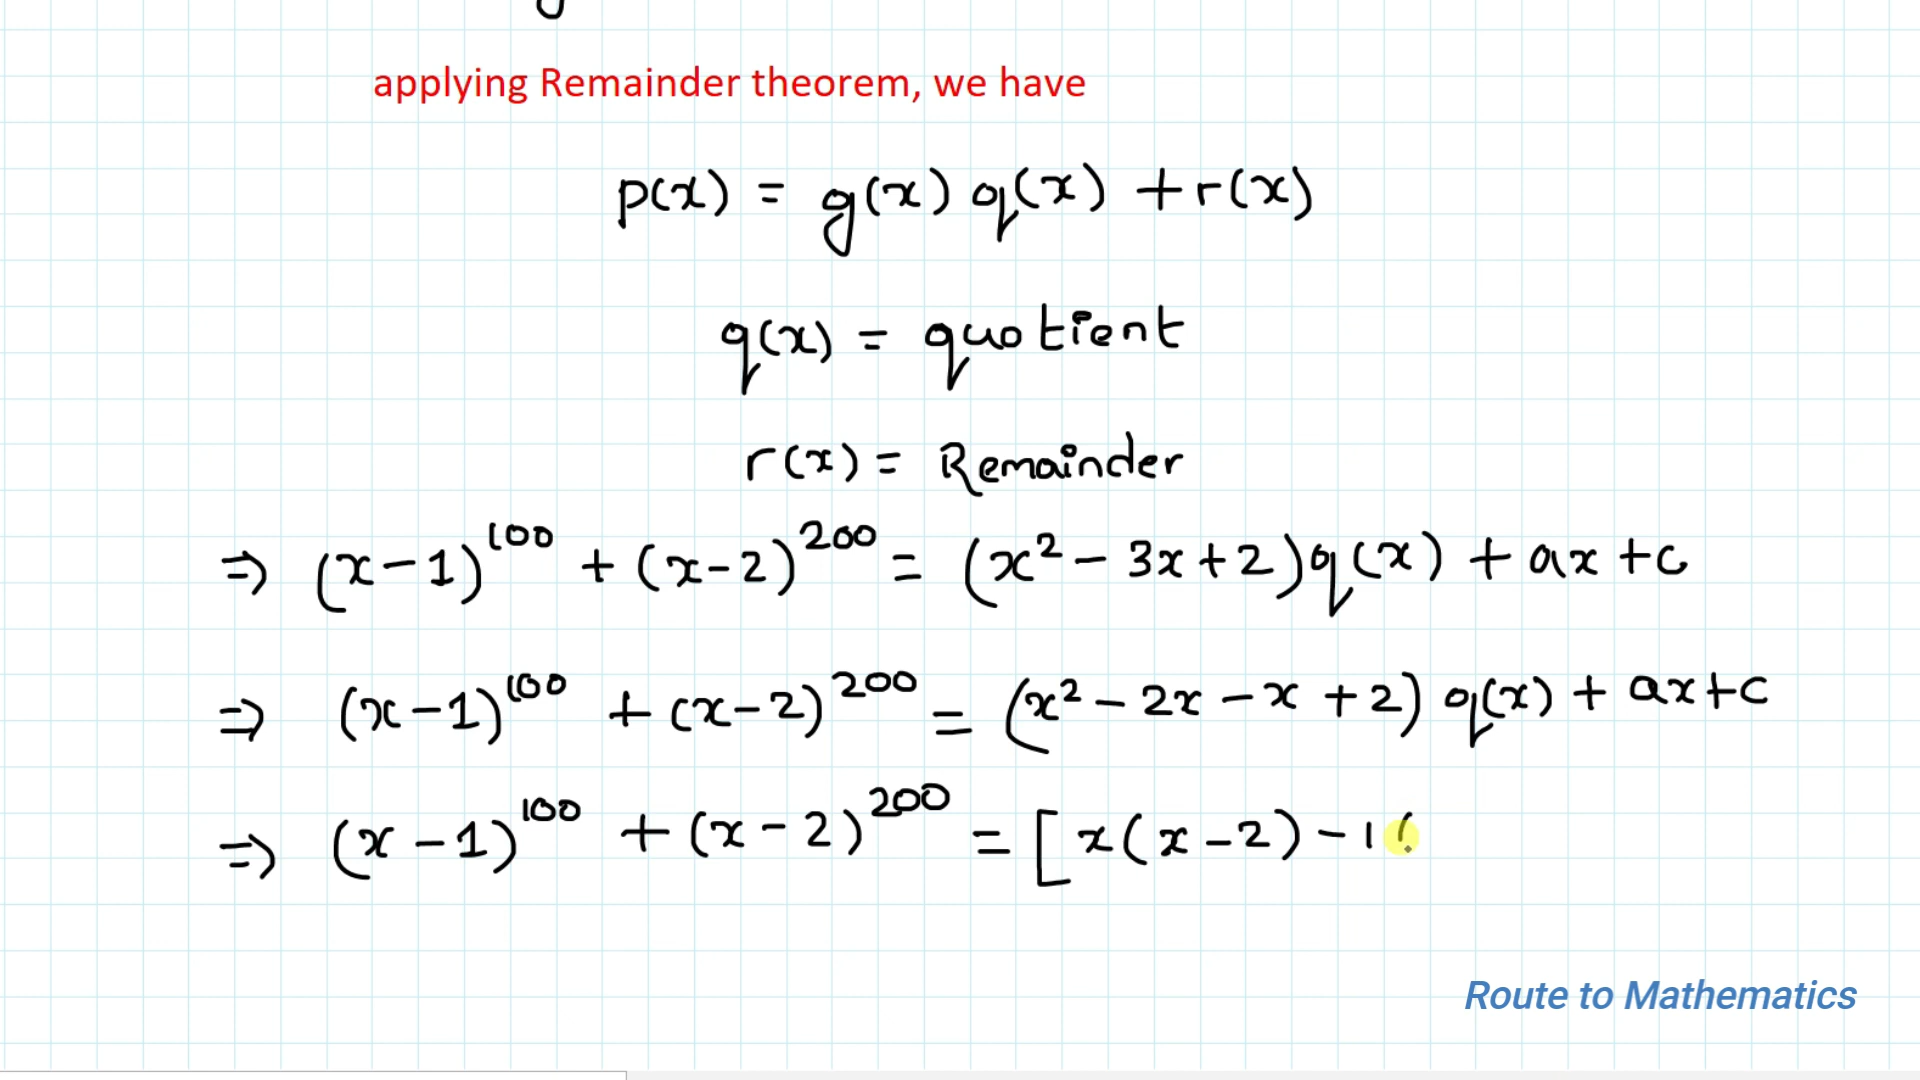 applying Remainder theorem, we have
p(x) = g(x) q(x) + r(x)
q(x) = quotient
r(x) = Remainder
⇒ (x-1)^100 + (x-2)^200 = (x² - 3x + 2) q(x) + ax + c
⇒ (x-1)^100 + (x-2)^200 = (x² - 2x - x + 2) q(x) + ax + c
⇒ (x-1)^100 + (x-2)^200 = [x(x-2) - 1(
Route to Mathematics